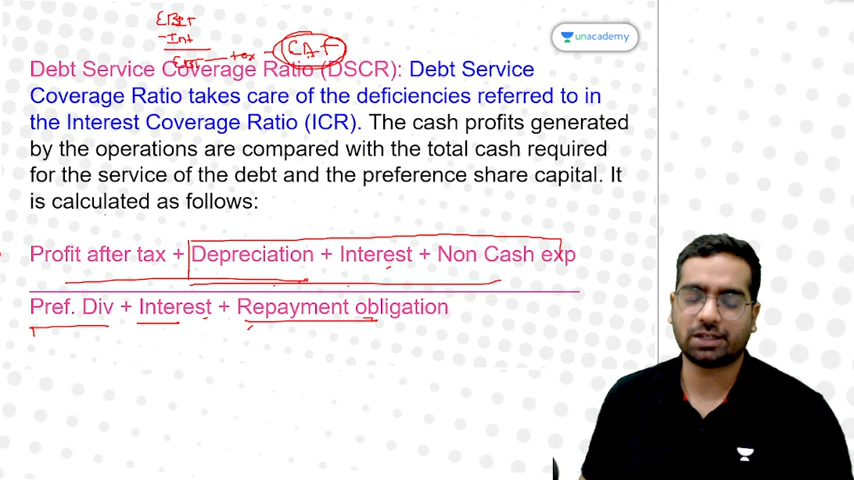 EBIT
-Int
EBT - tex -
unacademy
Debt Service Coverage Ratio (DSCR): Debt Service
Coverage Ratio takes care of the deficiencies referred to in
the Interest Coverage Ratio (ICR). The cash profits generated
by the operations are compared with the total cash required
for the service of the debt and the preference share capital. It
is calculated as follows:
Profit after tax + Depreciation + Interest + Non Cash exp
Pref. Div + Interest + Repayment obligation